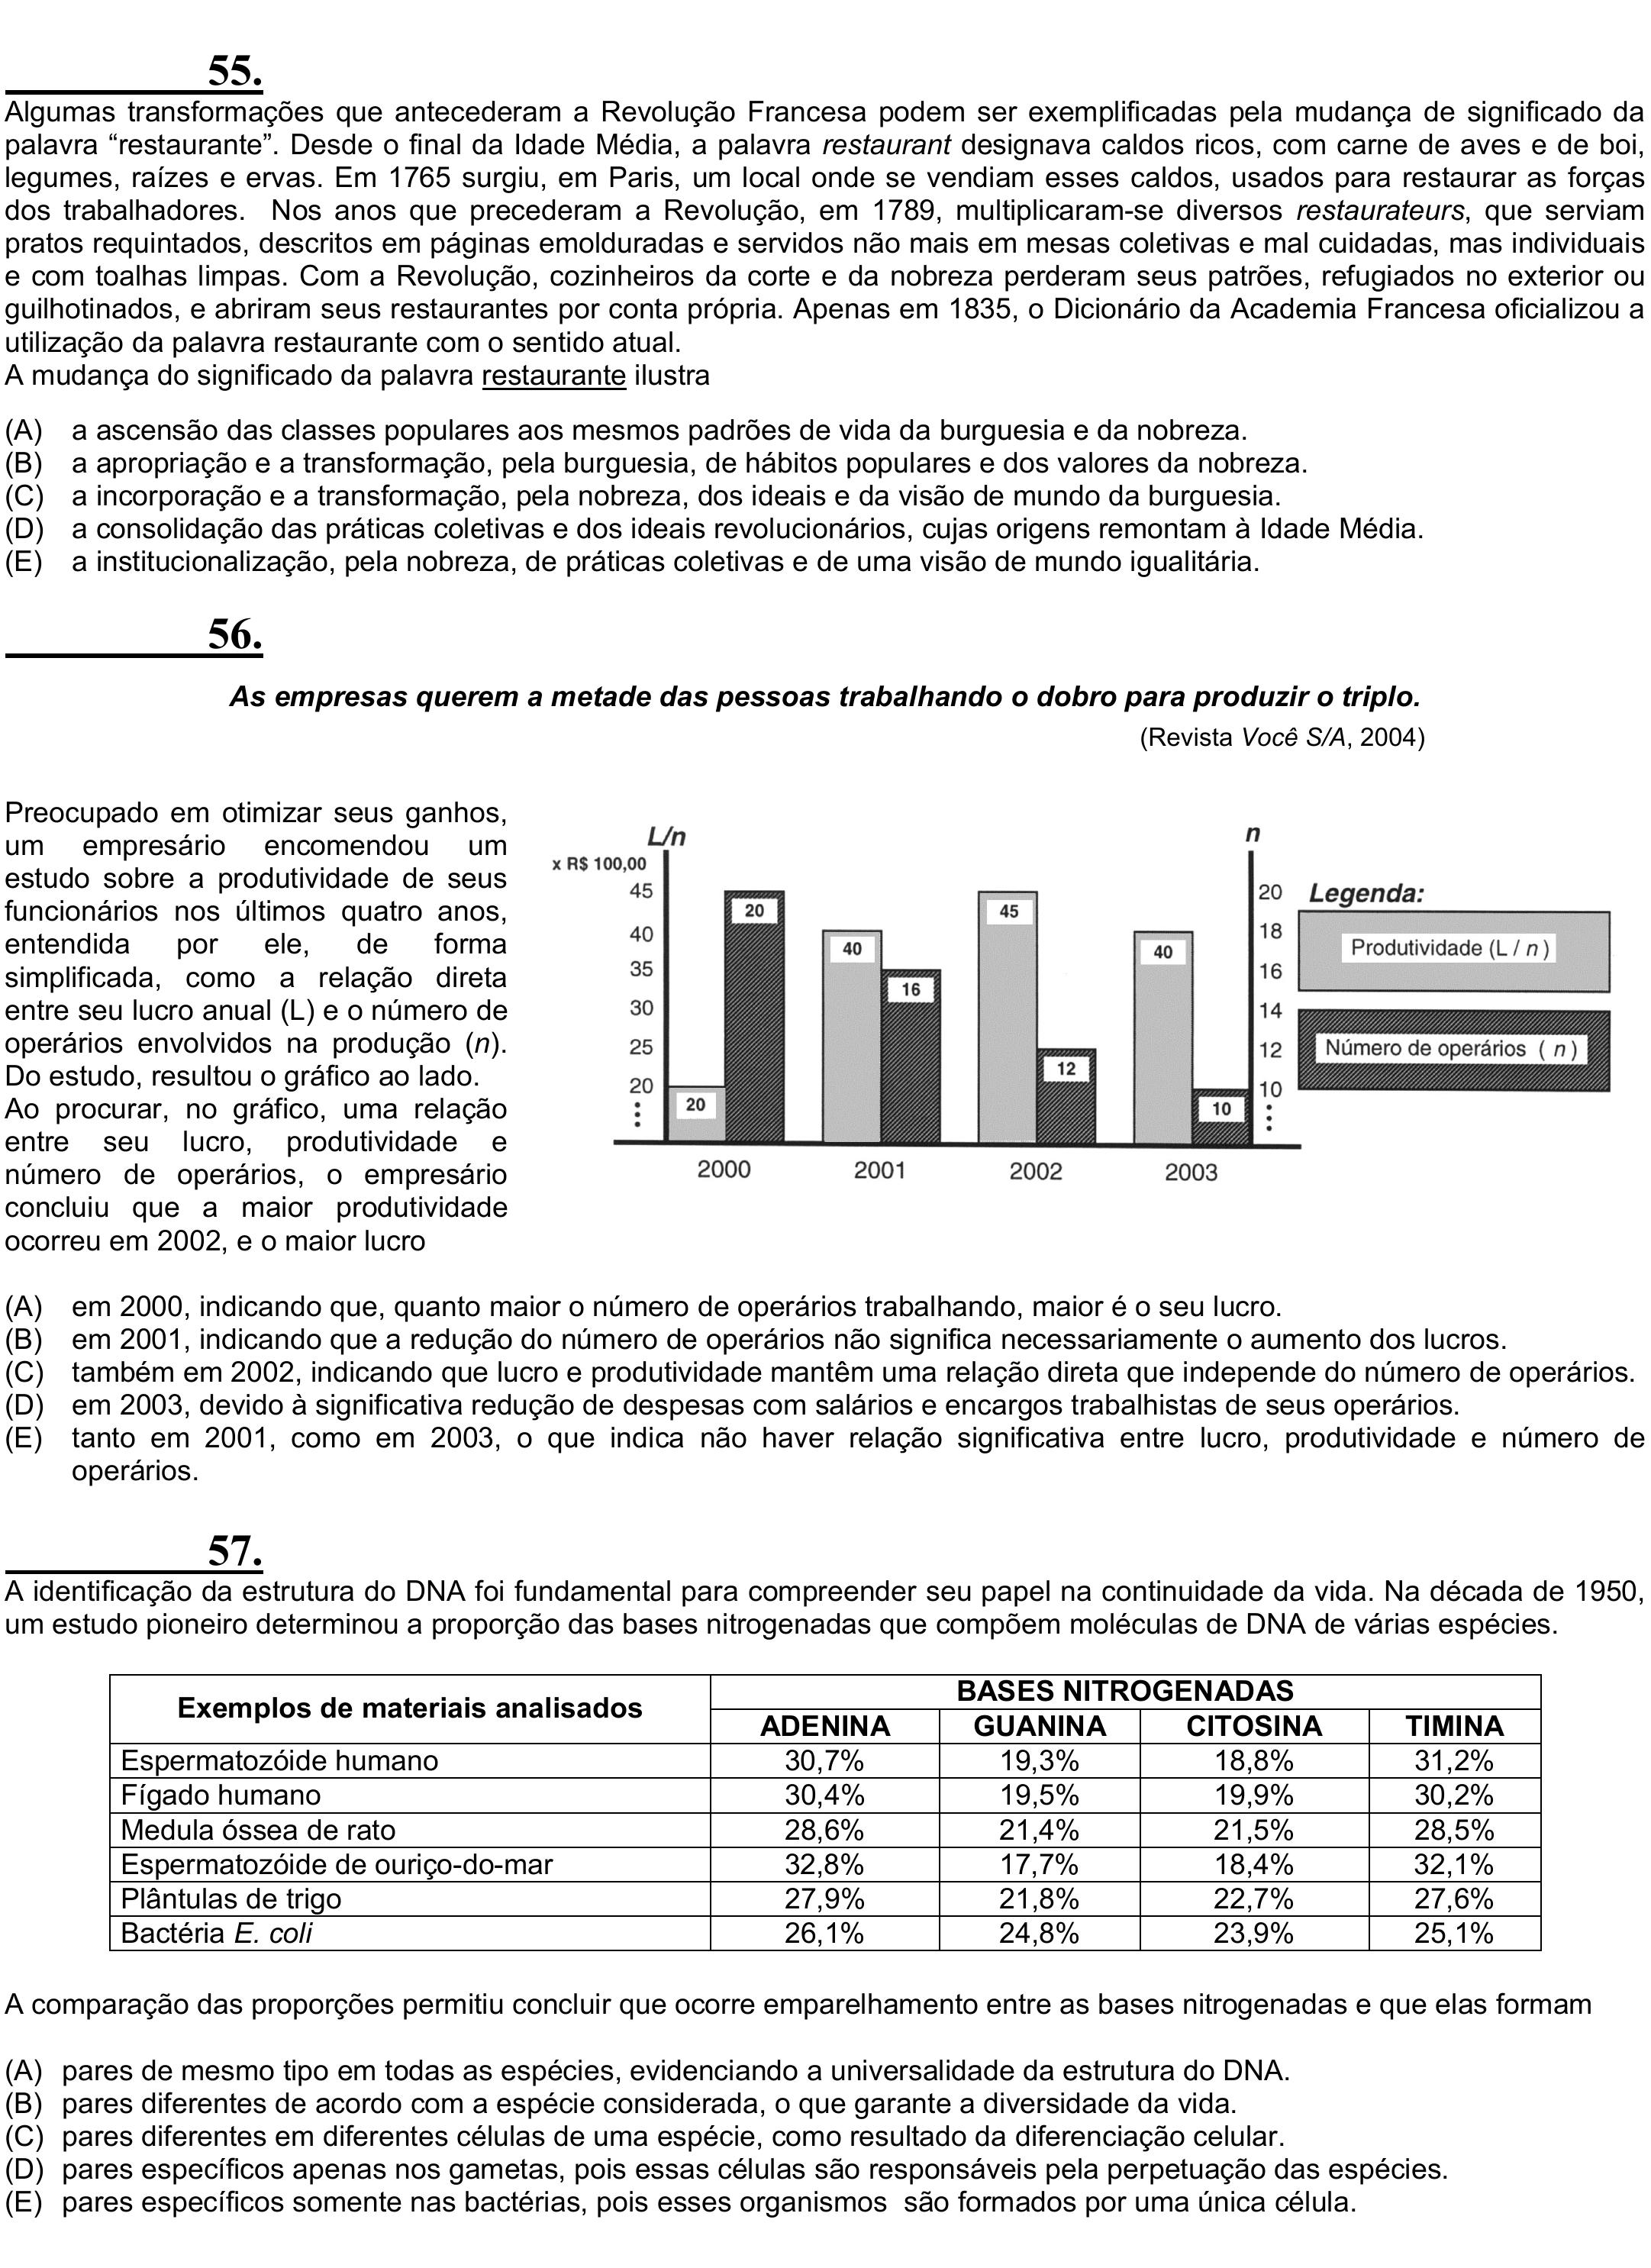 55.
Algumas transformações que antecederam a Revolução Francesa podem ser exemplificadas pela mudança de significado da
palavra “restaurante”. Desde o final da Idade Média, a palavra restaurant designava caldos ricos, com carne de aves e de boi,
legumes, raízes e ervas. Em 1765 surgiu, em Paris, um local onde se vendiam esses caldos, usados para restaurar as forças
dos trabalhadores. Nos anos que precederam a Revolução, em 1789, multiplicaram-se diversos restaurateurs, que serviam
pratos requintados, descritos em páginas emolduradas e servidos não mais em mesas coletivas e mal cuidadas, mas individuais
e com toalhas limpas. Com a Revolução, cozinheiros da corte e da nobreza perderam seus patrões, refugiados no exterior ou
guilhotinados, e abriram seus restaurantes por conta própria. Apenas em 1835, o Dicionário da Academia Francesa oficializou a
utilização da palavra restaurante com o sentido atual.
A mudança do significado da palavra restaurante ilustra
(A) a ascensão das classes populares aos mesmos padrões de vida da burguesia e da nobreza.
(B) a apropriação e a transformação, pela burguesia, de hábitos populares e dos valores da nobreza.
(C) a incorporação e a transformação, pela nobreza, dos ideais e da visão de mundo da burguesia.
(D) a consolidação das práticas coletivas e dos ideais revolucionários, cujas origens remontam à Idade Média.
(E) a institucionalização, pela nobreza, de práticas coletivas e de uma visão de mundo igualitária.
56.
As empresas querem a metade das pessoas trabalhando o dobro para produzir o triplo.
(Revista Você S/A, 2004)
Preocupado em otimizar seus ganhos,
um empresário encomendou um
estudo sobre a produtividade de seus
funcionários nos últimos quatro anos,
entendida por ele, de forma
simplificada, como a relação direta
entre seu lucro anual (L) e o número de
operários envolvidos na produção (n).
Do estudo, resultou o gráfico ao lado.
Ao procurar, no gráfico, uma relação
entre seu lucro, produtividade e
número de operários, o empresário
concluiu que a maior produtividade
ocorreu em 2002, e o maior lucro
L/n
x R$ 100,00
45
40
35
30
25
20
20
20
40
16
45
12
40
10
2000
2001
2002
2003
n
20
18
16
14
12
10
Legenda:
Produtividade (L / n )
Número de operários ( n )
(A) em 2000, indicando que, quanto maior o número de operários trabalhando, maior é o seu lucro.
(B) em 2001, indicando que a redução do número de operários não significa necessariamente o aumento dos lucros.
(C) também em 2002, indicando que lucro e produtividade mantêm uma relação direta que independe do número de operários.
(D) em 2003, devido à significativa redução de despesas com salários e encargos trabalhistas de seus operários.
(E) tanto em 2001, como em 2003, o que indica não haver relação significativa entre lucro, produtividade e número de
operários.
57.
A identificação da estrutura do DNA foi fundamental para compreender seu papel na continuidade da vida. Na década de 1950,
um estudo pioneiro determinou a proporção das bases nitrogenadas que compõem moléculas de DNA de várias espécies.
Exemplos de materiais analisados
BASES NITROGENADAS
ADENINA GUANINA CITOSINA TIMINA
Espermatozóide humano 30,7% 19,3% 18,8% 31,2%
Fígado humano 30,4% 19,5% 19,9% 30,2%
Medula óssea de rato 28,6% 21,4% 21,5% 28,5%
Espermatozóide de ouriço-do-mar 32,8% 17,7% 18,4% 32,1%
Plântulas de trigo 27,9% 21,8% 22,7% 27,6%
Bactéria E. coli 26,1% 24,8% 23,9% 25,1%
A comparação das proporções permitiu concluir que ocorre emparelhamento entre as bases nitrogenadas e que elas formam
(A) pares de mesmo tipo em todas as espécies, evidenciando a universalidade da estrutura do DNA.
(B) pares diferentes de acordo com a espécie considerada, o que garante a diversidade da vida.
(C) pares diferentes em diferentes células de uma espécie, como resultado da diferenciação celular.
(D) pares específicos apenas nos gametas, pois essas células são responsáveis pela perpetuação das espécies.
(E) pares específicos somente nas bactérias, pois esses organismos são formados por uma única célula.